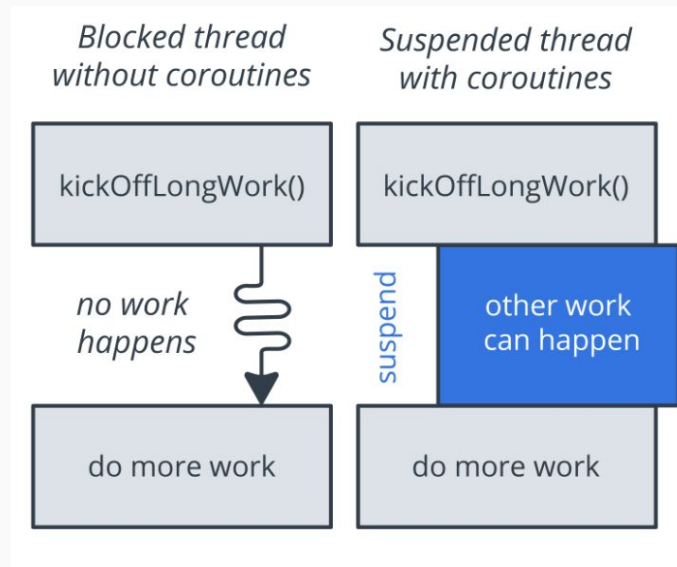 Blocked thread
without coroutines
kickOffLongWork()
no work
happens
do more work
Suspended thread
with coroutines
kickOffLongWork()
suspend
other work
can happen
do more work